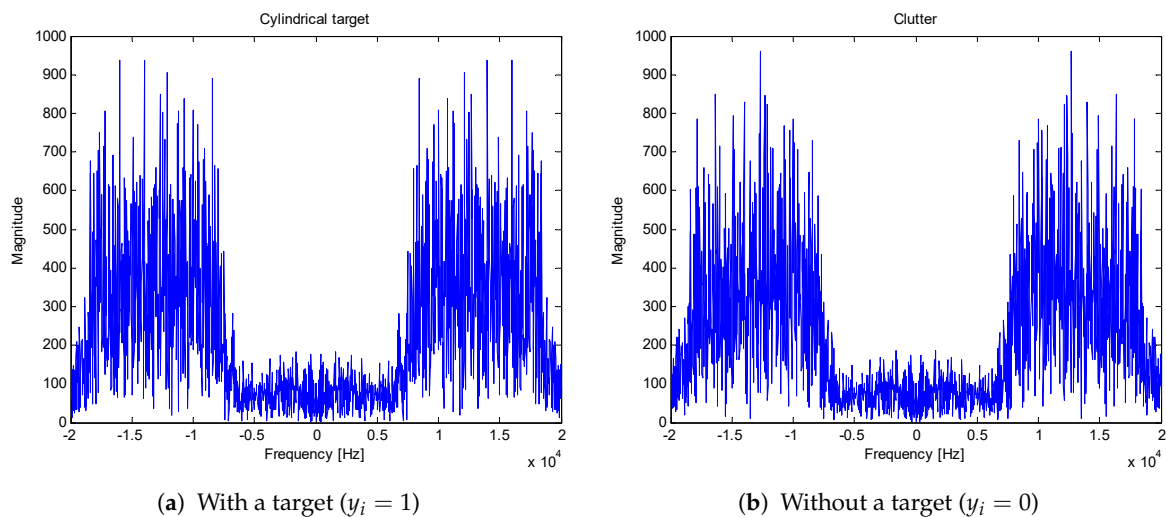 Cylindrical target
1000
900
800
700
600
500
400
300
200
100
0
Magnitude
-2 -1.5 -1 -0.5 0 0.5 1 1.5 2
Frequency [Hz]
x 10^4
(a) With a target (y_i = 1)
Clutter
1000
900
800
700
600
500
400
300
200
100
0
Magnitude
-2 -1.5 -1 -0.5 0 0.5 1 1.5 2
Frequency [Hz]
x 10^4
(b) Without a target (y_i = 0)